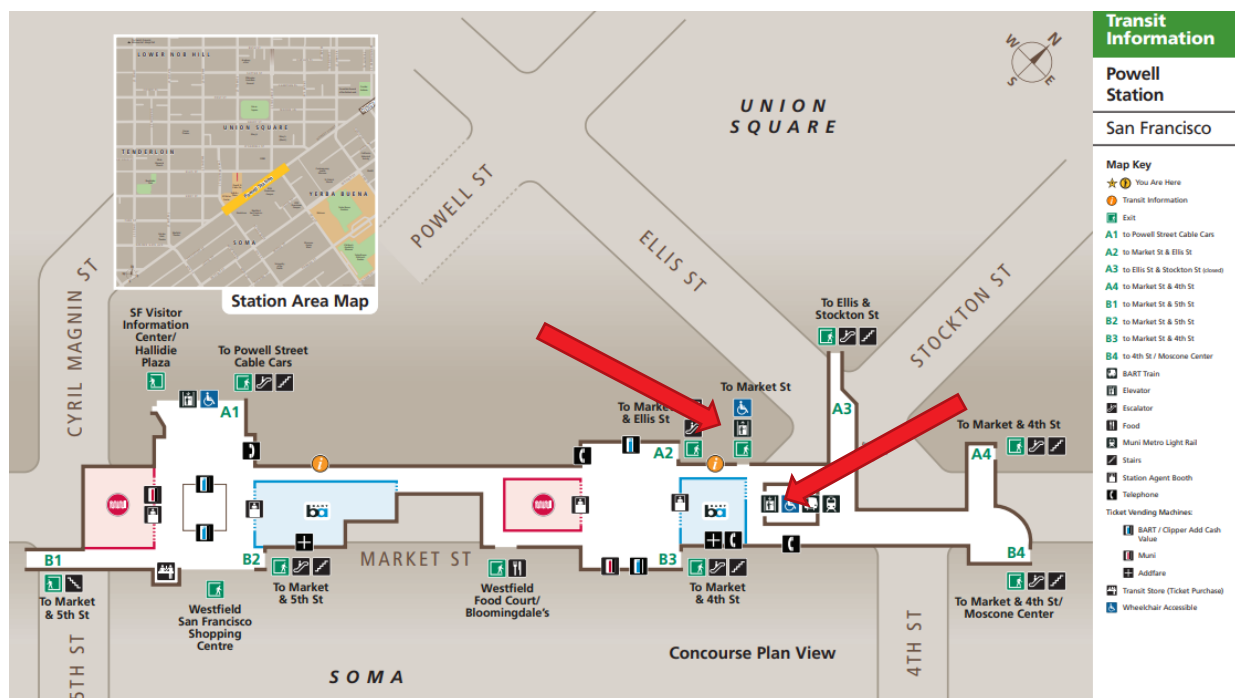 LOWER NOB HILL
UNION SQUARE
TENDERLOIN
YERBA BUENA
SOMA
Station Area Map
UNION
SQUARE
W
N
S
E
POWELL ST
ELLIS ST
STOCKTON ST
CYRIL MAGNIN ST
SF Visitor
Information
Center/
Hallidie
Plaza
To Powell Street
Cable Cars
To Market
& Ellis St
To Market St
To Ellis &
Stockton St
To Market & 4th St
A1
A2
A3
A4
i
i
ba
ba
B1
B2
B3
B4
MARKET ST
To Market
& 5th St
Westfield
San Francisco
Shopping
Centre
To Market
& 5th St
Westfield
Food Court/
Bloomingdale's
To Market
& 4th St
To Market & 4th St/
Moscone Center
5TH ST
4TH ST
SOMA
Concourse Plan View
Transit
Information
Powell
Station
San Francisco
Map Key
You Are Here
Transit Information
Exit
A1 to Powell Street Cable Cars
A2 to Market St & Ellis St
A3 to Ellis St & Stockton St (closed)
A4 to Market St & 4th St
B1 to Market St & 5th St
B2 to Market St & 5th St
B3 to Market St & 4th St
B4 to 4th St / Moscone Center
BART Train
Elevator
Escalator
Food
Muni Metro Light Rail
Stairs
Station Agent Booth
Telephone
Ticket Vending Machines:
BART / Clipper Add Cash
Value
Muni
Addfare
Transit Store (Ticket Purchase)
Wheelchair Accessible